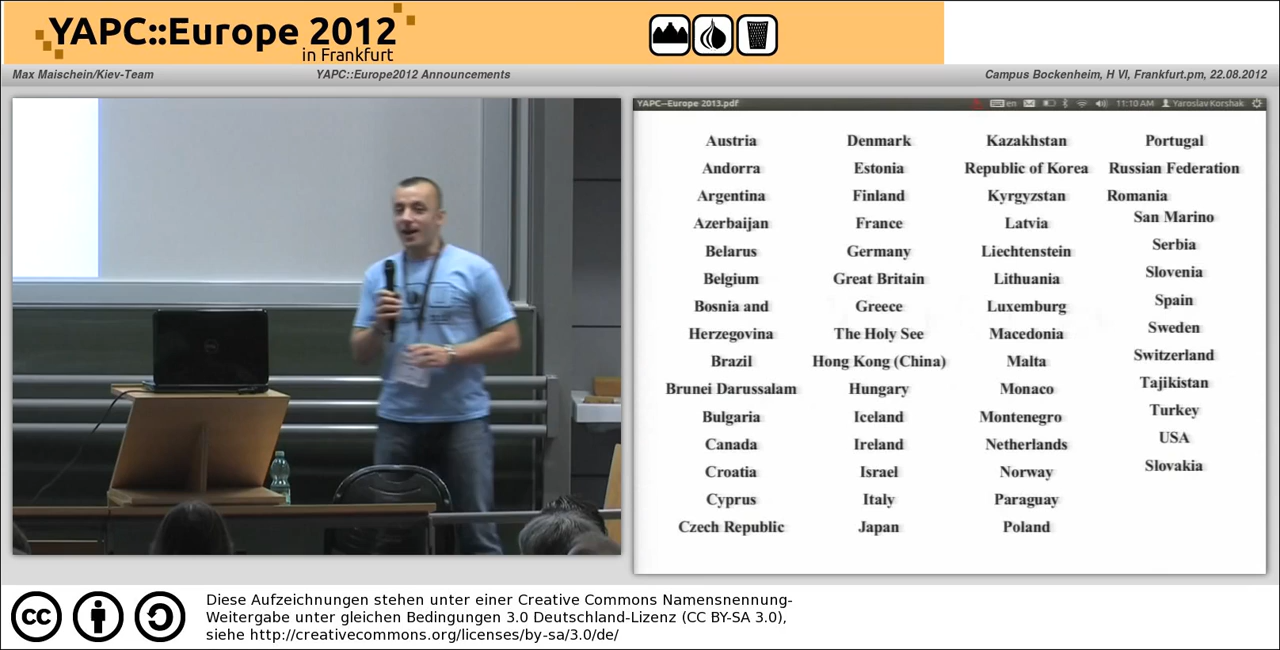 YAPC::Europe 2012
in Frankfurt
Max Maischein/Kiev-Team
YAPC::Europe2012 Announcements
Campus Bockenheim, H VI, Frankfurt.pm, 22.08.2012
YAPC--Europe 2013.pdf
en
11:10 AM
Yaroslav Korshak
Austria
Andorra
Argentina
Azerbaijan
Belarus
Belgium
Bosnia and
Herzegovina
Brazil
Brunei Darussalam
Bulgaria
Canada
Croatia
Cyprus
Czech Republic
Denmark
Estonia
Finland
France
Germany
Great Britain
Greece
The Holy See
Hong Kong (China)
Hungary
Iceland
Ireland
Israel
Italy
Japan
Kazakhstan
Republic of Korea
Kyrgyzstan
Latvia
Liechtenstein
Lithuania
Luxemburg
Macedonia
Malta
Monaco
Montenegro
Netherlands
Norway
Paraguay
Poland
Portugal
Russian Federation
Romania
San Marino
Serbia
Slovenia
Spain
Sweden
Switzerland
Tajikistan
Turkey
USA
Slovakia
cc
Diese Aufzeichnungen stehen unter einer Creative Commons Namensnennung-
Weitergabe unter gleichen Bedingungen 3.0 Deutschland-Lizenz (CC BY-SA 3.0),
siehe http://creativecommons.org/licenses/by-sa/3.0/de/